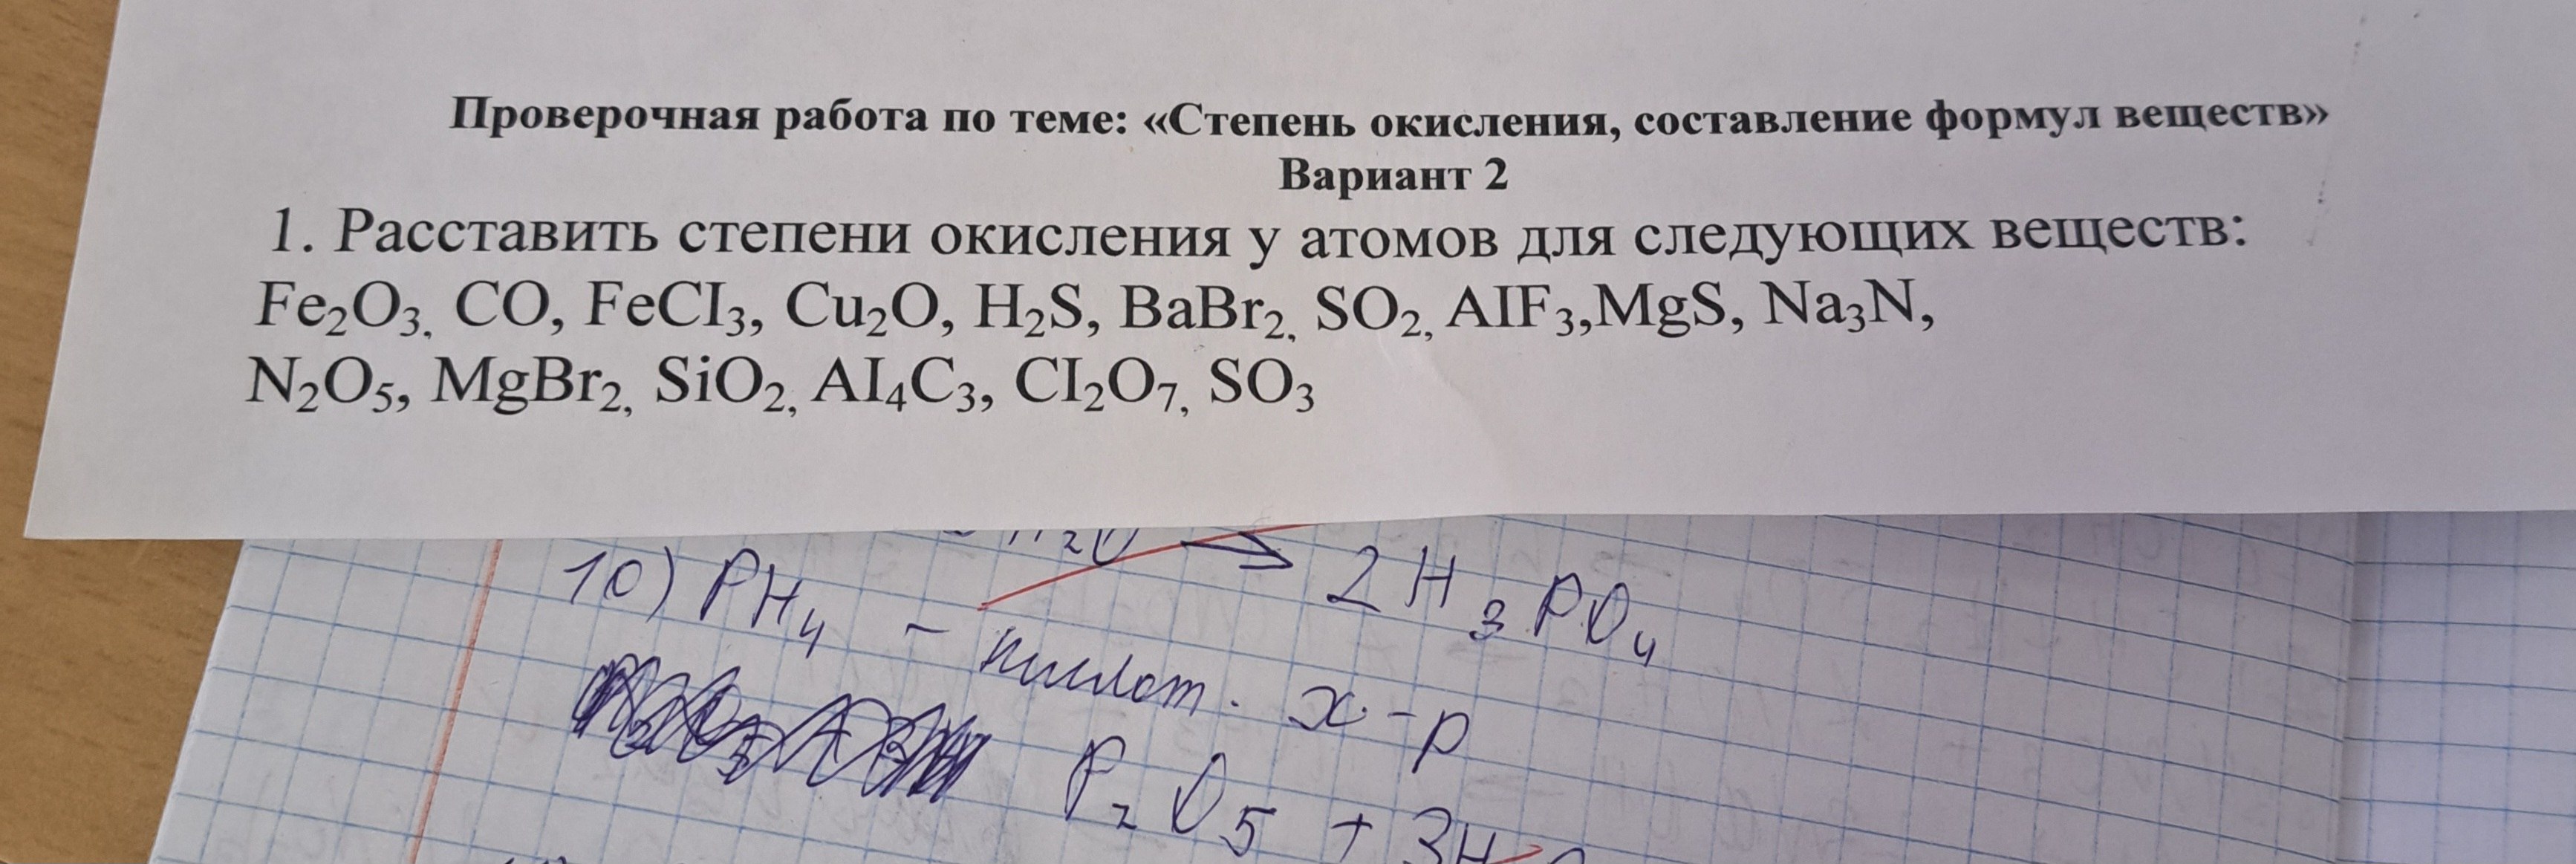 Проверочная работа по теме: «Степень окисления, составление формул веществ»
Вариант 2
1. Расставить степени окисления у атомов для следующих веществ:
Fe₂O₃, CO, FeCI₃, Cu₂O, H₂S, BaBr₂, SO₂, AIF₃,MgS, Na₃N,
N₂O₅, MgBr₂, SiO₂, AI₄C₃, CI₂O₇, SO₃
H₂O → 2H₃PO₄
10) PH₄ - кислот. х-р
P₂O₅ + 3H